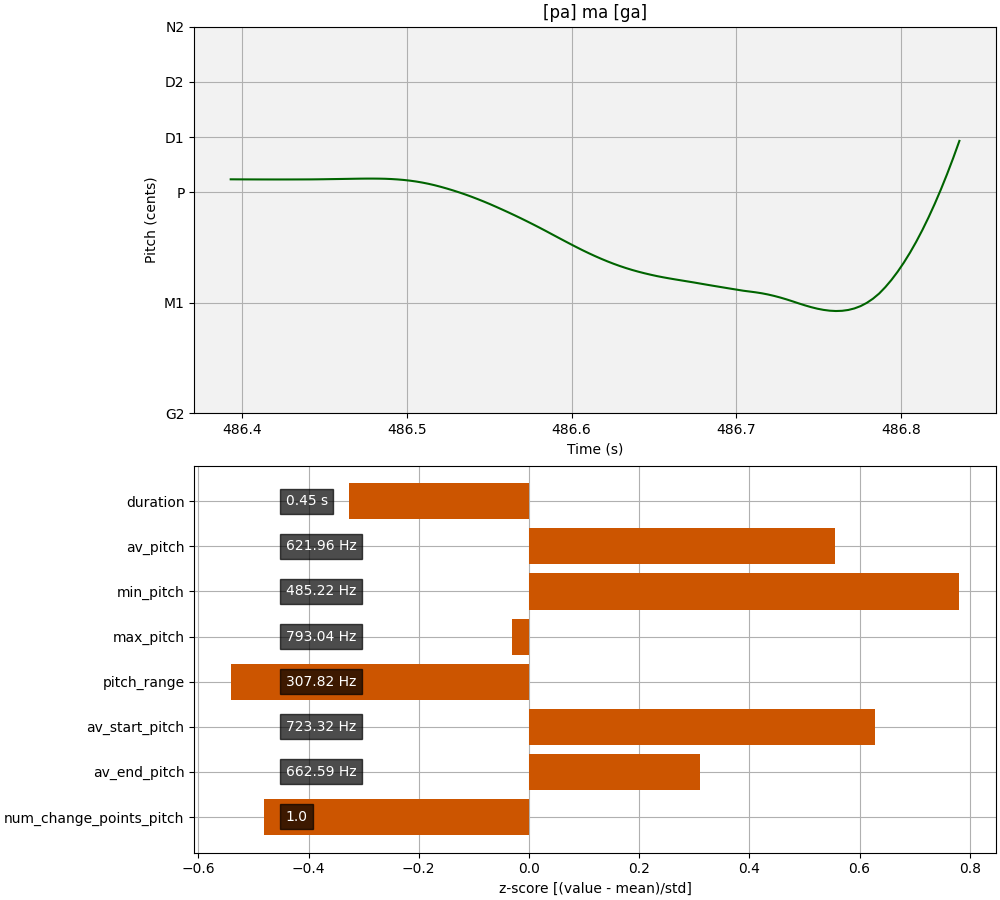 [pa] ma [ga]
N2
D2
D1
P
M1
G2
Pitch (cents)
486.4 486.5 486.6 486.7 486.8
Time (s)
duration 0.45 s
av_pitch 621.96 Hz
min_pitch 485.22 Hz
max_pitch 793.04 Hz
pitch_range 307.82 Hz
av_start_pitch 723.32 Hz
av_end_pitch 662.59 Hz
num_change_points_pitch 1.0
−0.6 −0.4 −0.2 0.0 0.2 0.4 0.6 0.8
z-score [(value - mean)/std]